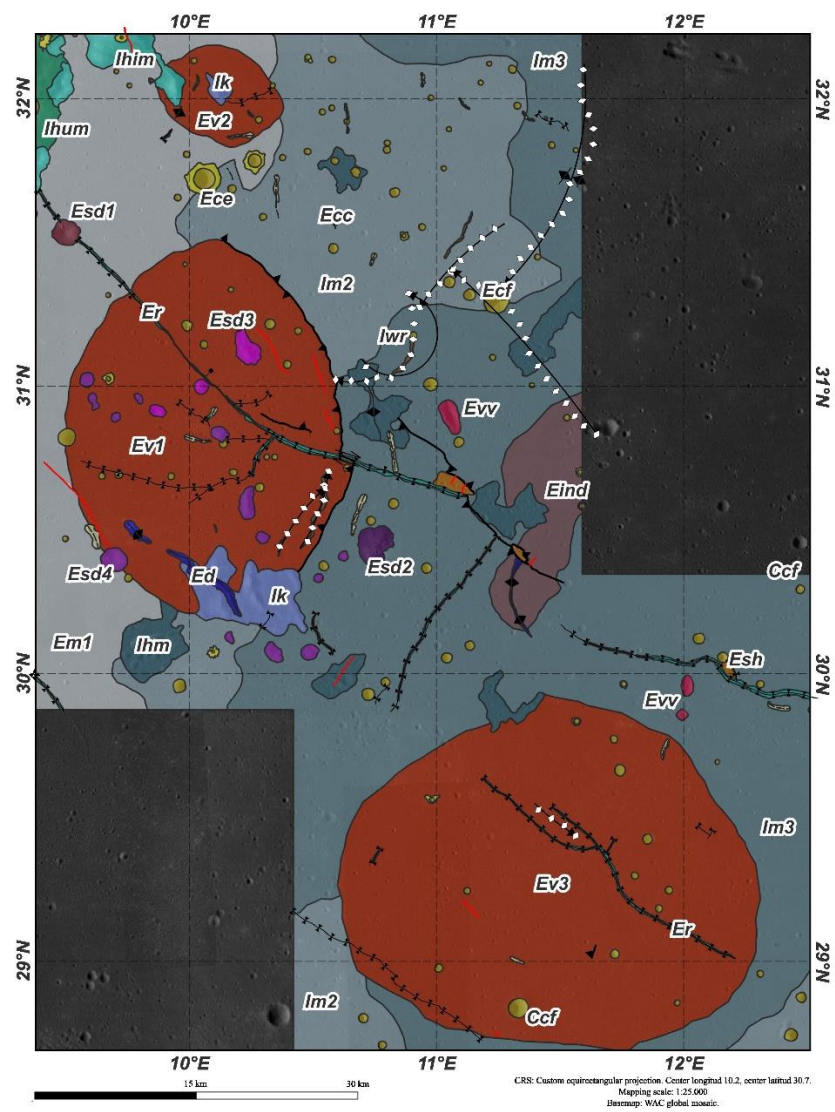 10°E 11°E 12°E
32°N Ihim Ik Im3 32°N
Ev2
Ihum
Ece
Esd1 Ecc
Im2
Er Ecf
Esd3
Iwr
31°N 31°N
Evv
Ev1
Eind
Esd4 Ed Esd2 Ccf
Ik
Em1 Ihm
30°N Esh 30°N
Evv
Im3
Ev3
Er
29°N 29°N
Im2 Ccf
10°E 11°E 12°E
15 km 30 km
CRS: Custom equirectangular projection. Center longitud 10.2, center latitud 30.7.
Mapping scale: 1:25.000
Basemap: WAC global mosaic.